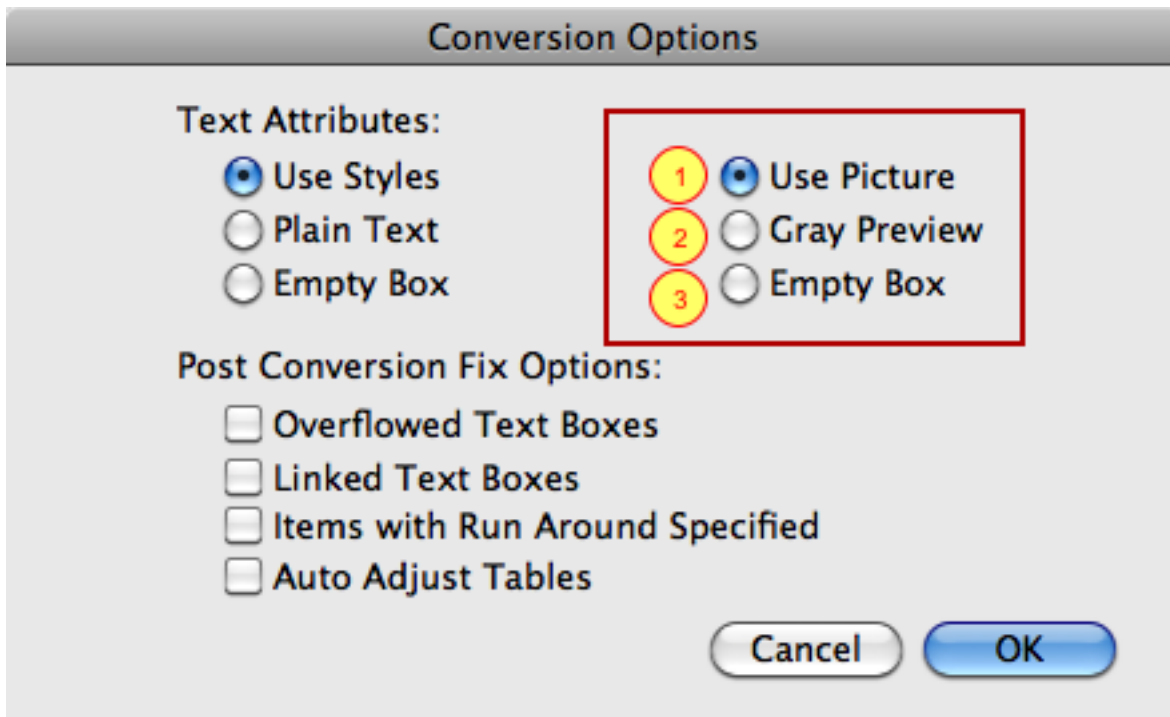 Conversion Options
Text Attributes:
Use Styles
Plain Text
Empty Box
1 Use Picture
2 Gray Preview
3 Empty Box
Post Conversion Fix Options:
Overflowed Text Boxes
Linked Text Boxes
Items with Run Around Specified
Auto Adjust Tables
Cancel OK